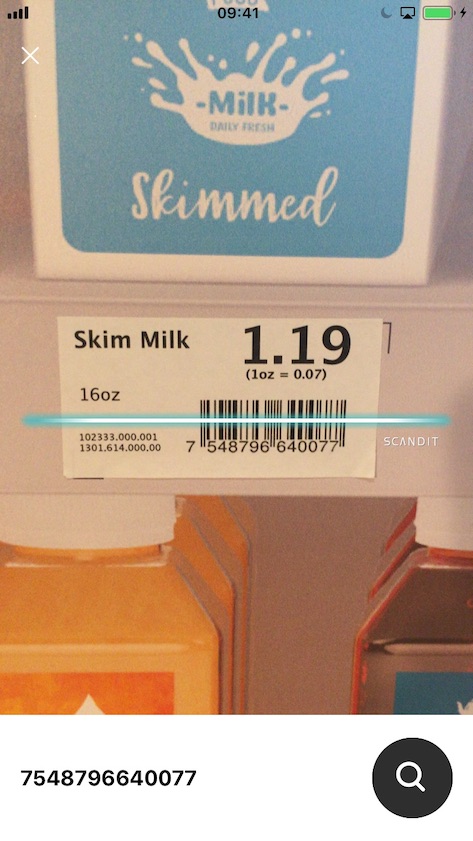 09:41
-MiLK-
DAILY FRESH
Skimmed
Skim Milk
1.19
(1oz = 0.07)
16oz
102333.000.001
1301.614.000.00
7 548796 640077
SCANDIT
7548796640077